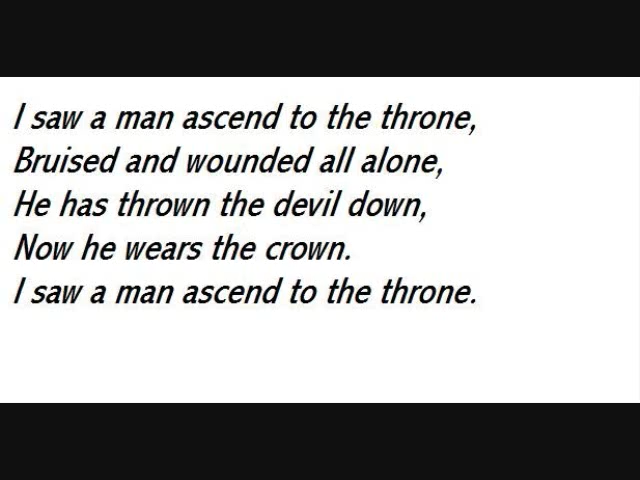 I saw a man ascend to the throne,
Bruised and wounded all alone,
He has thrown the devil down,
Now he wears the crown.
I saw a man ascend to the throne.